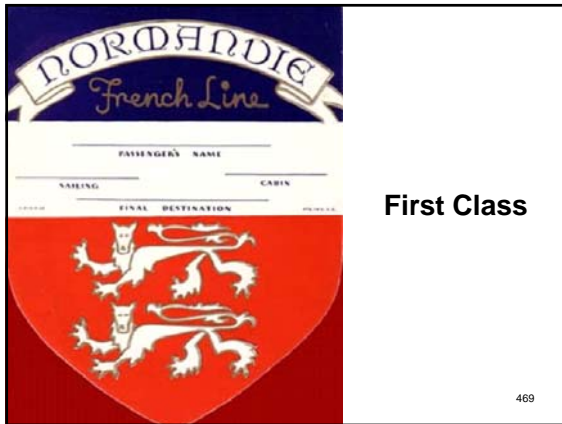 NORMANDIE
French Line
PASSENGER'S NAME
SAILING CABIN
FINAL DESTINATION
First Class
469